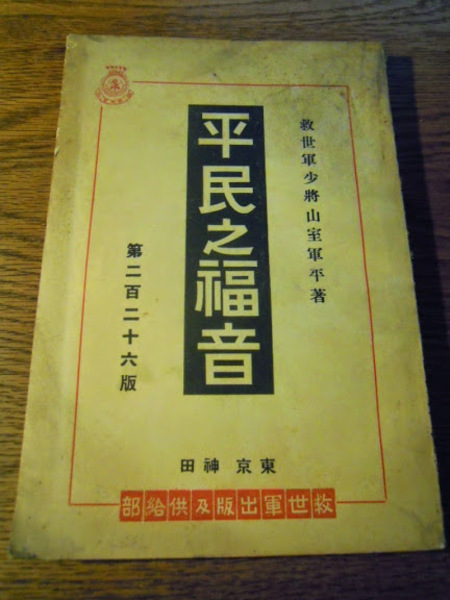 救世軍少將山室軍平著
平民之福音
第二百二十六版
東京 神田
救世軍出版及供給部